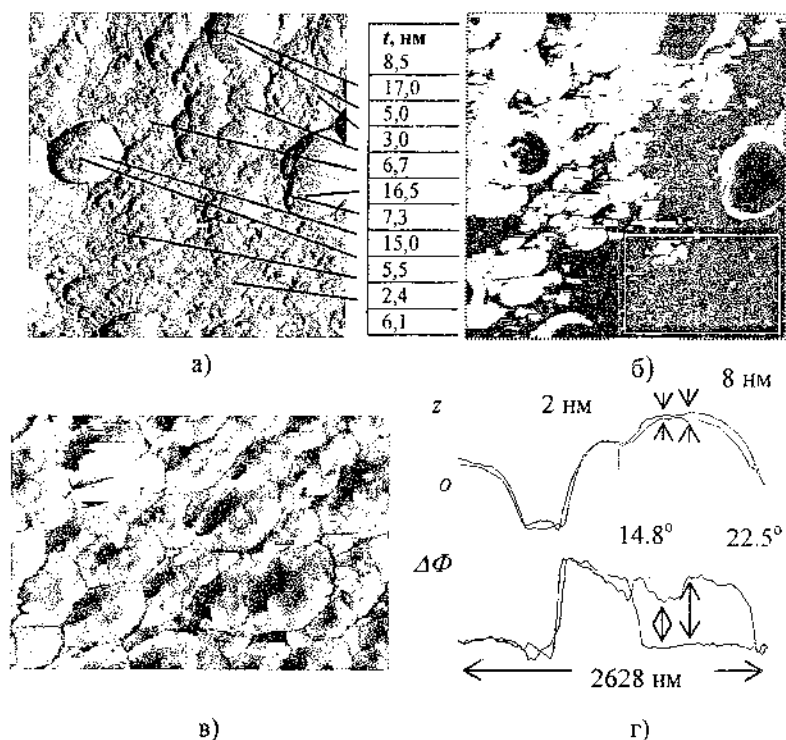 t, нм
8,5
17,0
5,0
3,0
6,7
16,5
7,3
15,0
5,5
2,4
6,1
а)
б)
z
2 нм
8 нм
о
14.8°
22.5°
ΔΦ
2628 нм
в)
г)